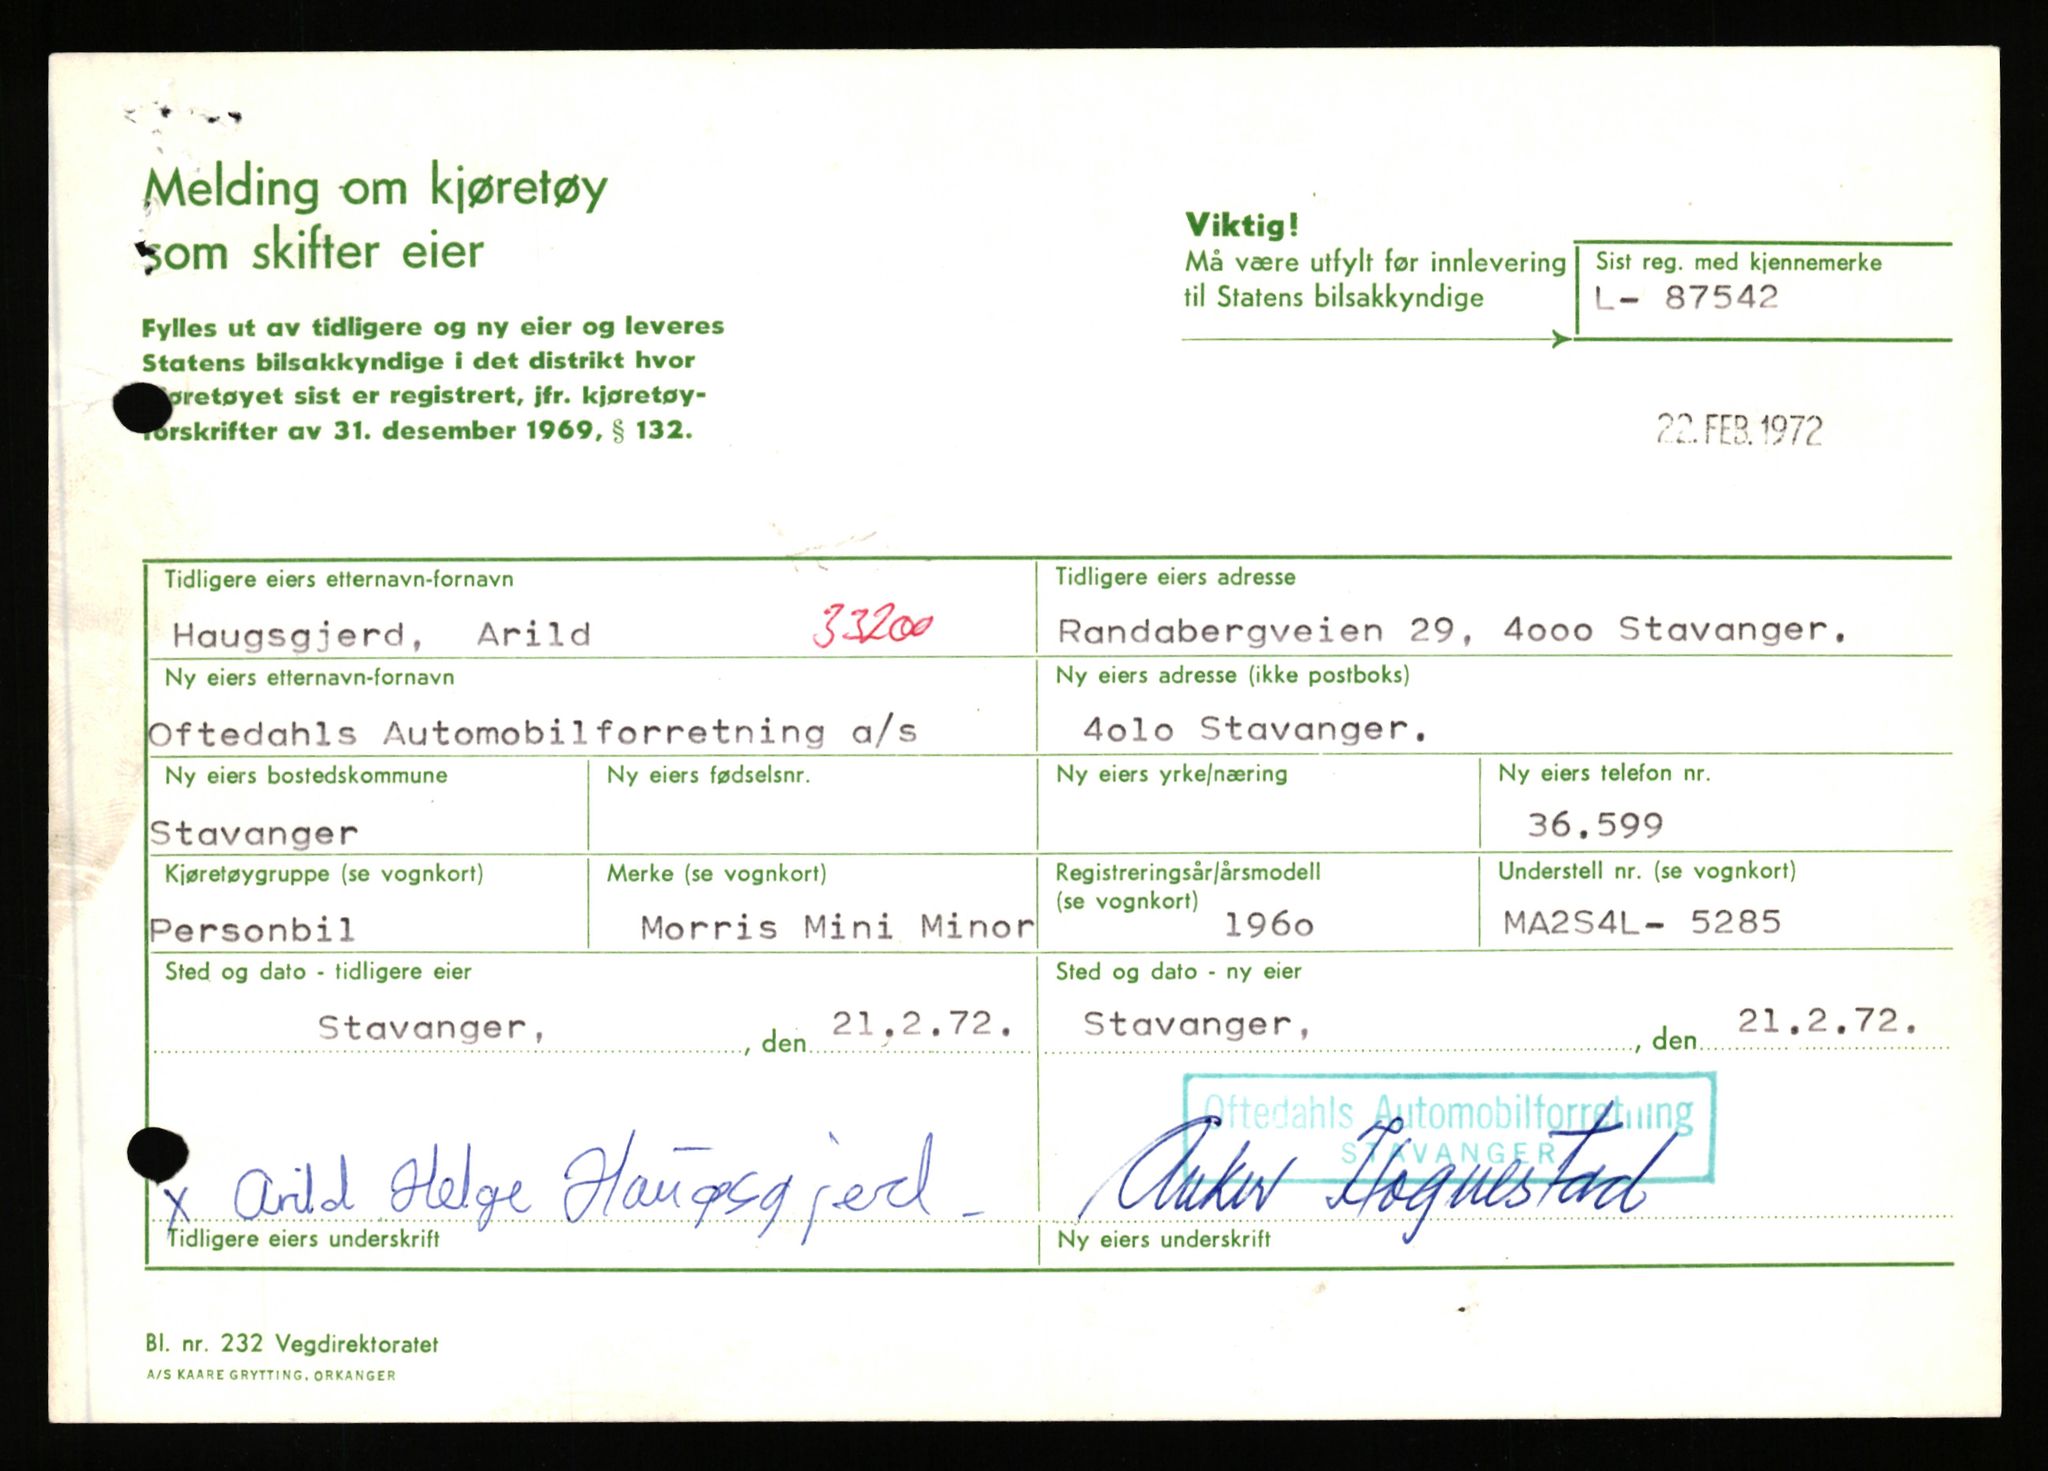 Melding om kjøretøy
som skifter eier
Fylles ut av tidligere og ny eier og leveres
Statens bilsakkyndige i det distrikt hvor
øretøyet sist er registrert, jfr. kjøretøy-
forskrifter av 31. desember 1969, § 132.
Viktig!
Må være utfylt før innlevering
til Statens bilsakkyndige
Sist reg. med kjennemerke
L- 87542
22. FEB. 1972
Tidligere eiers etternavn-fornavn
Haugsgjerd, Arild 33200
Tidligere eiers adresse
Randabergveien 29, 4ooo Stavanger.
Ny eiers etternavn-fornavn
Oftedahls Automobilforretning a/s
Ny eiers adresse (ikke postboks)
4olo Stavanger.
Ny eiers bostedskommune
Stavanger
Ny eiers fødselsnr.
Ny eiers yrke/næring
Ny eiers telefon nr.
36.599
Kjøretøygruppe (se vognkort)
Personbil
Merke (se vognkort)
Morris Mini Minor
Registreringsår/årsmodell
(se vognkort)
196o
Understell nr. (se vognkort)
MA2S4L- 5285
Sted og dato - tidligere eier
Stavanger, , den 21.2.72.
Sted og dato - ny eier
Stavanger, , den 21.2.72.
x Arild Helge Haugsgjerd -
Tidligere eiers underskrift
Oftedahls Automobilforretning
STAVANGER
Anker Hognestad
Ny eiers underskrift
Bl. nr. 232 Vegdirektoratet
A/S KAARE GRYTTING, ORKANGER